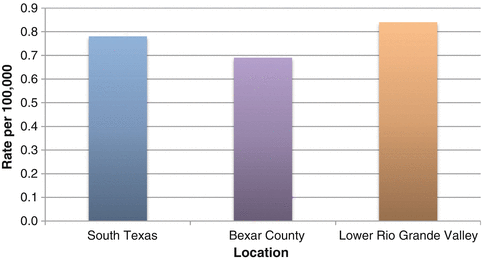 0.9
0.8
0.7
0.6
0.5
0.4
0.3
0.2
0.1
0.0
Rate per 100,000
South Texas
Bexar County
Lower Rio Grande Valley
Location